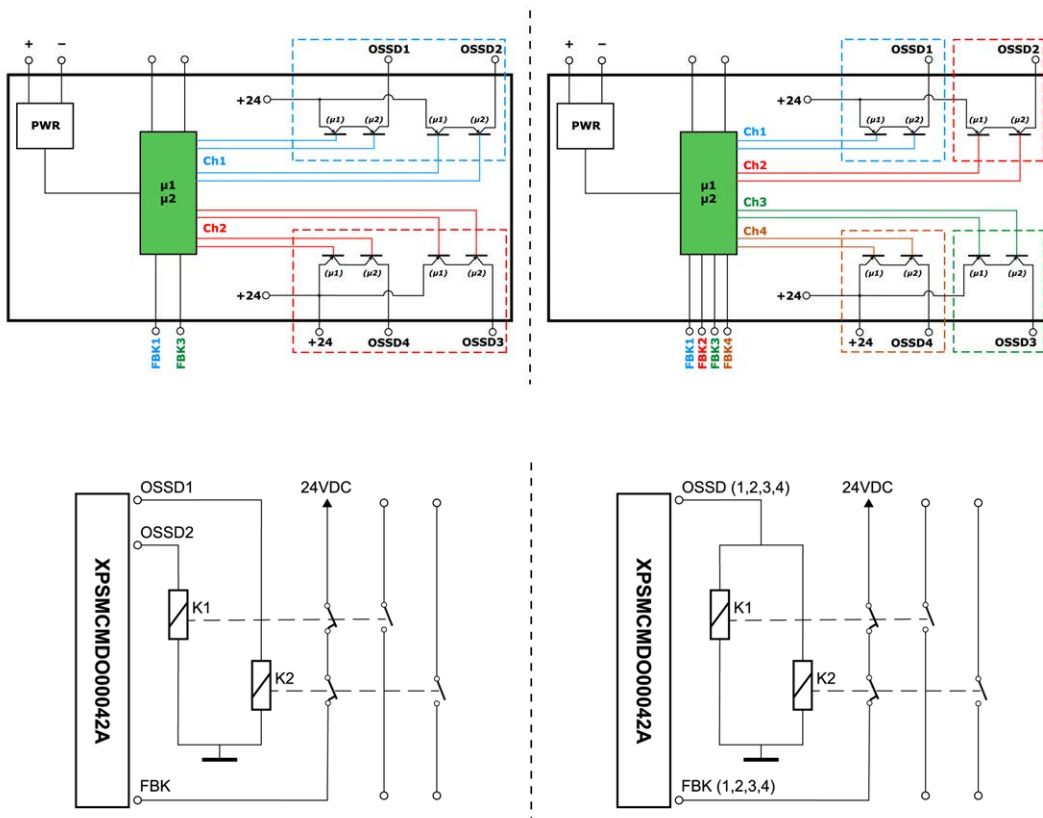 OSSD1 OSSD2
+ −
+24
(μ1) (μ2) (μ1) (μ2)
PWR
Ch1
μ1
μ2
Ch2
(μ1) (μ2) (μ1) (μ2)
+24
+24 OSSD4 OSSD3
FBK1
FBK3
OSSD1 OSSD2
+ −
+24
(μ1) (μ2) (μ1) (μ2)
PWR
Ch1
Ch2
μ1
μ2
Ch3
Ch4
(μ1) (μ2) (μ1) (μ2)
+24
+24 OSSD4 OSSD3
FBK1
FBK2
FBK3
FBK4
XPSMCMDO00042A
OSSD1
24VDC
OSSD2
K1
K2
FBK
XPSMCMDO00042A
OSSD (1,2,3,4)
24VDC
K1
K2
FBK (1,2,3,4)